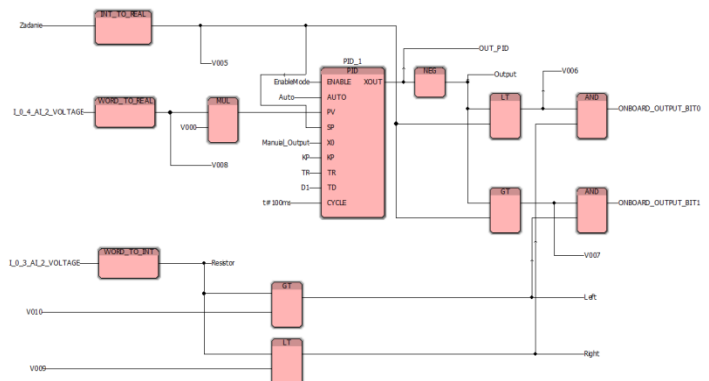 INT_TO_REAL
Zadanie
OUT_PID
V005
PID_1
PID
NEG
EnableMode
ENABLE
XOUT
Output
V006
Auto
AUTO
WORD_TO_REAL
MUL
LT
AND
I_0_4_AI_2_VOLTAGE
PV
ONBOARD_OUTPUT_BIT0
V000
SP
Manual_Output
X0
KP
KP
V008
TR
TR
D1
TD
GT
AND
t#100ms
CYCLE
ONBOARD_OUTPUT_BIT1
WORD_TO_INT
V007
I_0_3_AI_2_VOLTAGE
Resistor
GT
Left
V010
LT
Right
V009